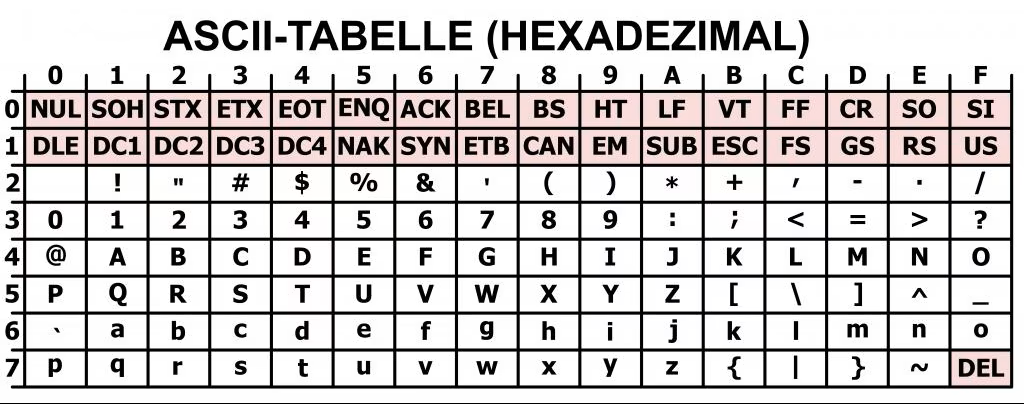 ASCII-TABELLE (HEXADEZIMAL)
0 1 2 3 4 5 6 7 8 9 A B C D E F
0 NUL SOH STX ETX EOT ENQ ACK BEL BS HT LF VT FF CR SO SI
1 DLE DC1 DC2 DC3 DC4 NAK SYN ETB CAN EM SUB ESC FS GS RS US
2 ! " # $ % & ' ( ) * + , - . /
3 0 1 2 3 4 5 6 7 8 9 : ; < = > ?
4 @ A B C D E F G H I J K L M N O
5 P Q R S T U V W X Y Z [ \ ] ^ _
6 ` a b c d e f g h i j k l m n o
7 p q r s t u v w x y z { | } ~ DEL